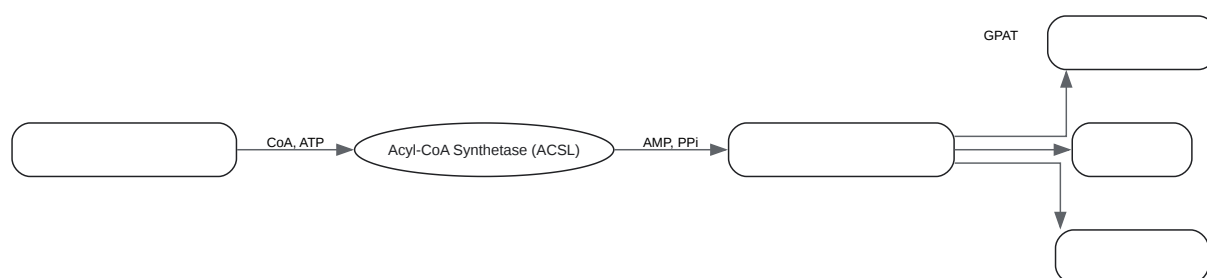 GPAT
CoA, ATP
Acyl-CoA Synthetase (ACSL)
AMP, PPi